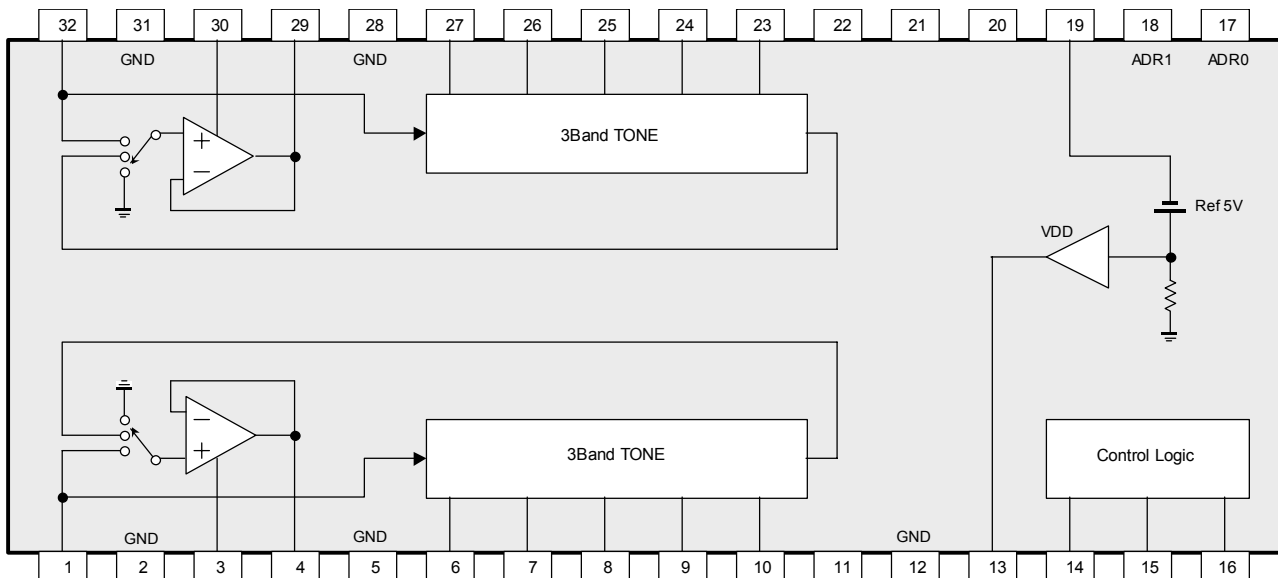 32 31 30 29 28 27 26 25 24 23 22 21 20 19 18 17
GND GND ADR1 ADR0
3Band TONE
+
−
Ref 5V
VDD
−
+
3Band TONE
Control Logic
GND GND GND
1 2 3 4 5 6 7 8 9 10 11 12 13 14 15 16